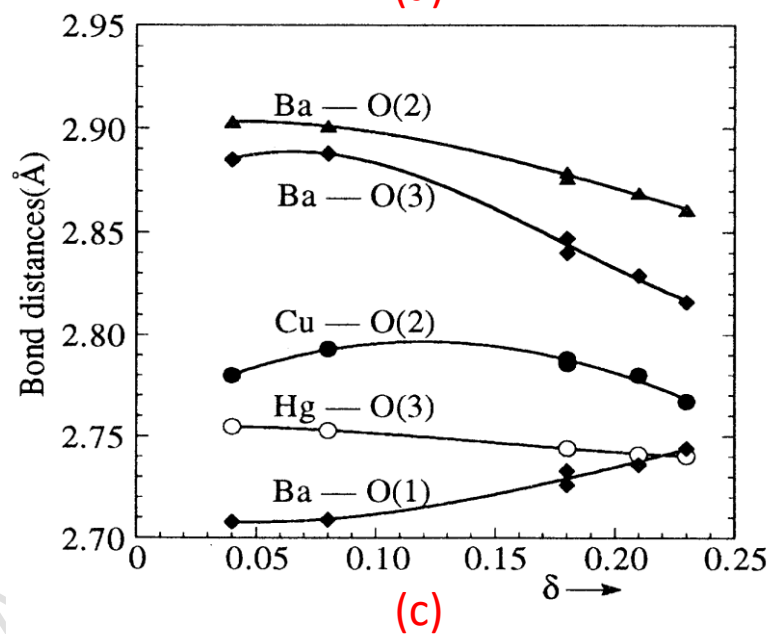 2.95
Ba — O(2)
2.90
Ba — O(3)
2.85
Cu — O(2)
2.80
Hg — O(3)
2.75
Ba — O(1)
2.70
0 0.05 0.10 0.15 0.20 0.25
δ →
Bond distances(Å)
(c)